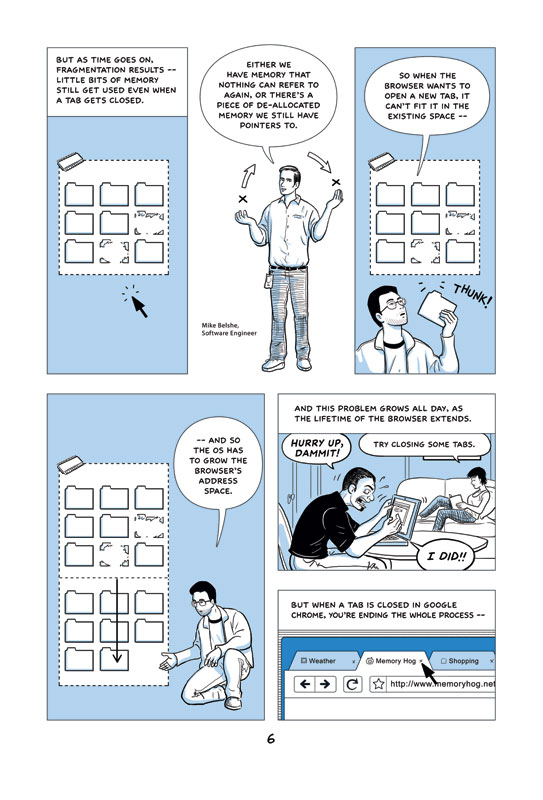 BUT AS TIME GOES ON,
FRAGMENTATION RESULTS --
LITTLE BITS OF MEMORY
STILL GET USED EVEN WHEN
A TAB GETS CLOSED.
EITHER WE
HAVE MEMORY THAT
NOTHING CAN REFER TO
AGAIN, OR THERE'S A
PIECE OF DE-ALLOCATED
MEMORY WE STILL HAVE
POINTERS TO.
Mike Belshe,
Software Engineer
SO WHEN THE
BROWSER WANTS TO
OPEN A NEW TAB, IT
CAN'T FIT IT IN THE
EXISTING SPACE --
THUNK!
-- AND SO
THE OS HAS
TO GROW THE
BROWSER'S
ADDRESS
SPACE.
AND THIS PROBLEM GROWS ALL DAY, AS
THE LIFETIME OF THE BROWSER EXTENDS.
HURRY UP,
DAMMIT!
TRY CLOSING SOME TABS.
I DID!!
BUT WHEN A TAB IS CLOSED IN GOOGLE
CHROME, YOU'RE ENDING THE WHOLE PROCESS --
Weather x
Memory Hog x
Shopping x
http://www.memoryhog.net
6